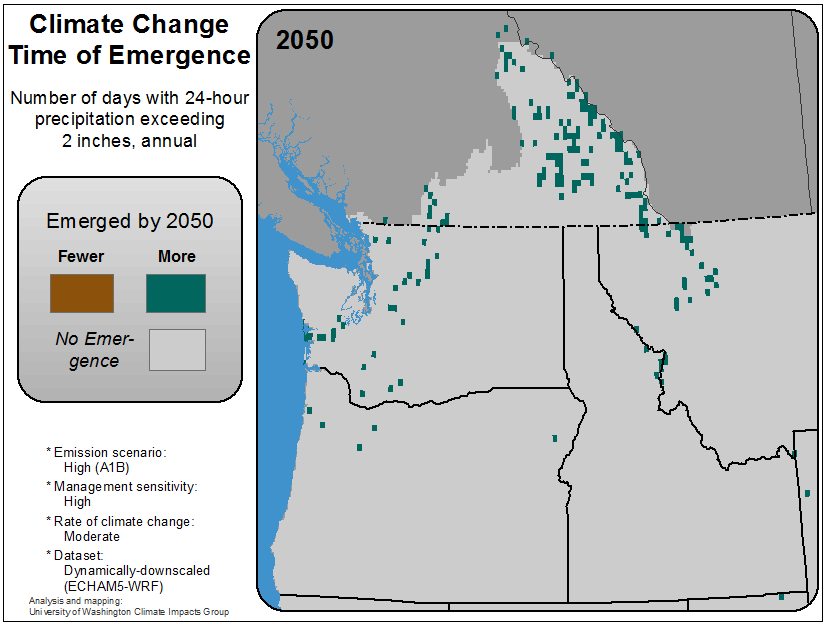 Climate Change
Time of Emergence
Number of days with 24-hour
precipitation exceeding
2 inches, annual
Emerged by 2050
Fewer More
No Emer-
gence
* Emission scenario:
High (A1B)
* Management sensitivity:
High
* Rate of climate change:
Moderate
* Dataset:
Dynamically-downscaled
(ECHAM5-WRF)
Analysis and mapping:
University of Washington Climate Impacts Group
2050